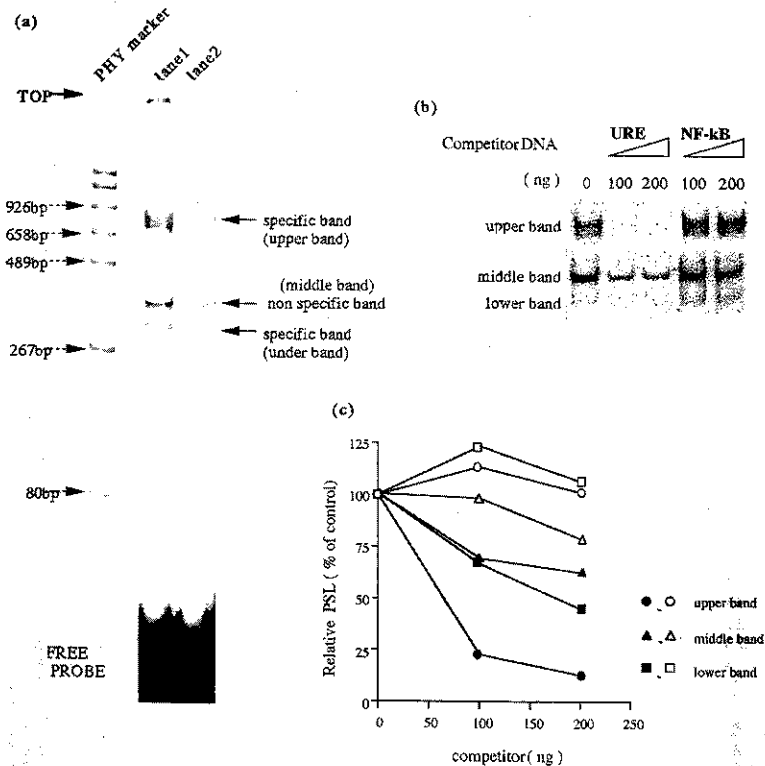 (a)
PHY marker
lane1
lane2
TOP
926bp
658bp
489bp
267bp
80bp
FREE
PROBE
specific band
(upper band)
(middle band)
non specific band
specific band
(under band)
(b)
Competitor DNA
URE
NF-kB
( ng )
0
100
200
100
200
upper band
middle band
lower band
(c)
Relative PSL ( % of control)
125
100
75
50
25
0
0
50
100
150
200
250
competitor( ng )
upper band
middle band
lower band